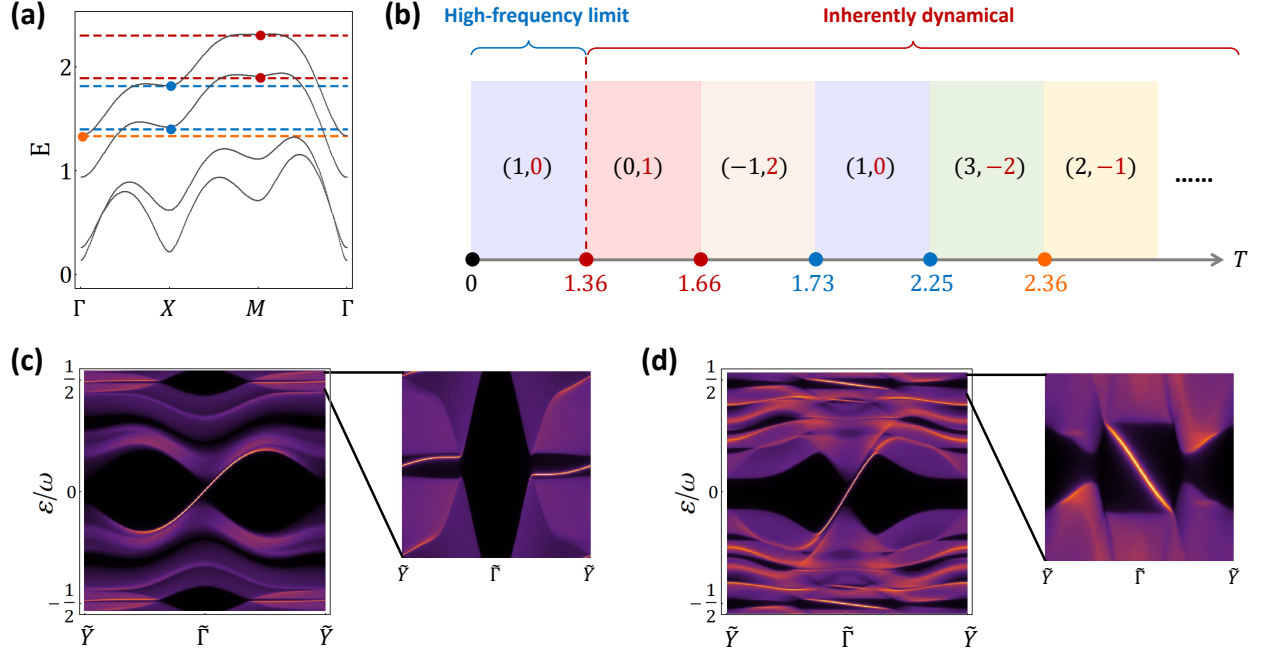 (a)
E
2
1
0
Γ X M Γ
(b)
High-frequency limit Inherently dynamical
(1,0) (0,1) (−1,2) (1,0) (3, −2) (2, −1) ……
0 1.36 1.66 1.73 2.25 2.36 T
(c)
ε/ω
1/2
0
−1/2
Ỹ Γ̃ Ỹ
Ỹ Γ̃ Ỹ
(d)
ε/ω
1/2
0
−1/2
Ỹ Γ̃ Ỹ
Ỹ Γ̃ Ỹ